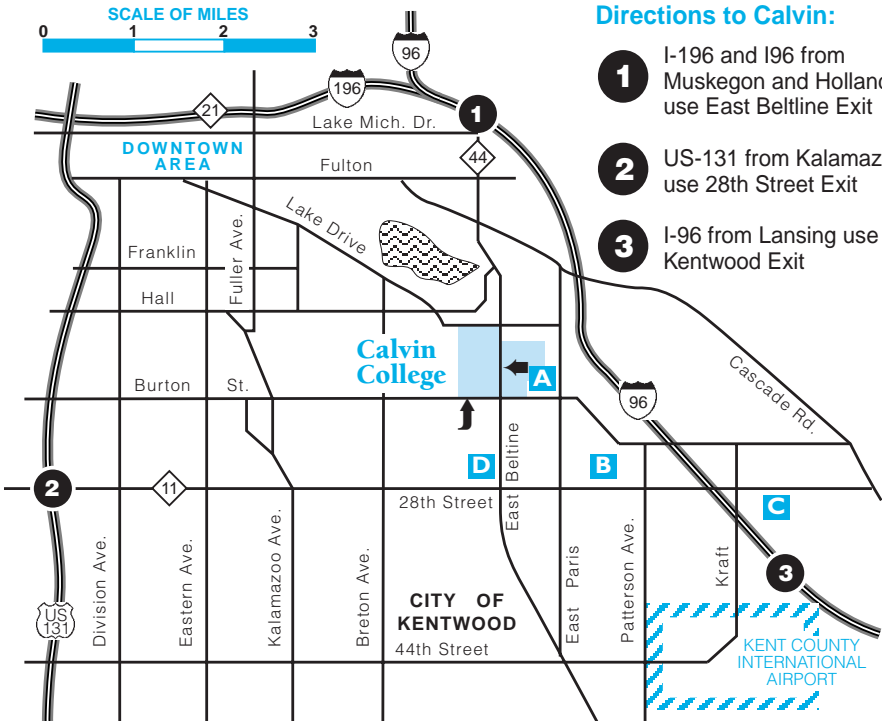 SCALE OF MILES
0 1 2 3
Directions to Calvin:
1 I-196 and I96 from
Muskegon and Holland
use East Beltline Exit
2 US-131 from Kalamaz
use 28th Street Exit
3 I-96 from Lansing use
Kentwood Exit
96
196
21
1
Lake Mich. Dr.
44
DOWNTOWN
AREA
Fulton
Lake Drive
Fuller Ave.
Franklin
Hall
Calvin
College
A
Cascade Rd.
Burton St.
96
D
B
East Beltine
2
11
28th Street
C
Division Ave.
Eastern Ave.
Kalamazoo Ave.
Breton Ave.
East Paris
Patterson Ave.
Kraft
3
US
131
CITY OF
KENTWOOD
44th Street
KENT COUNTY
INTERNATIONAL
AIRPORT